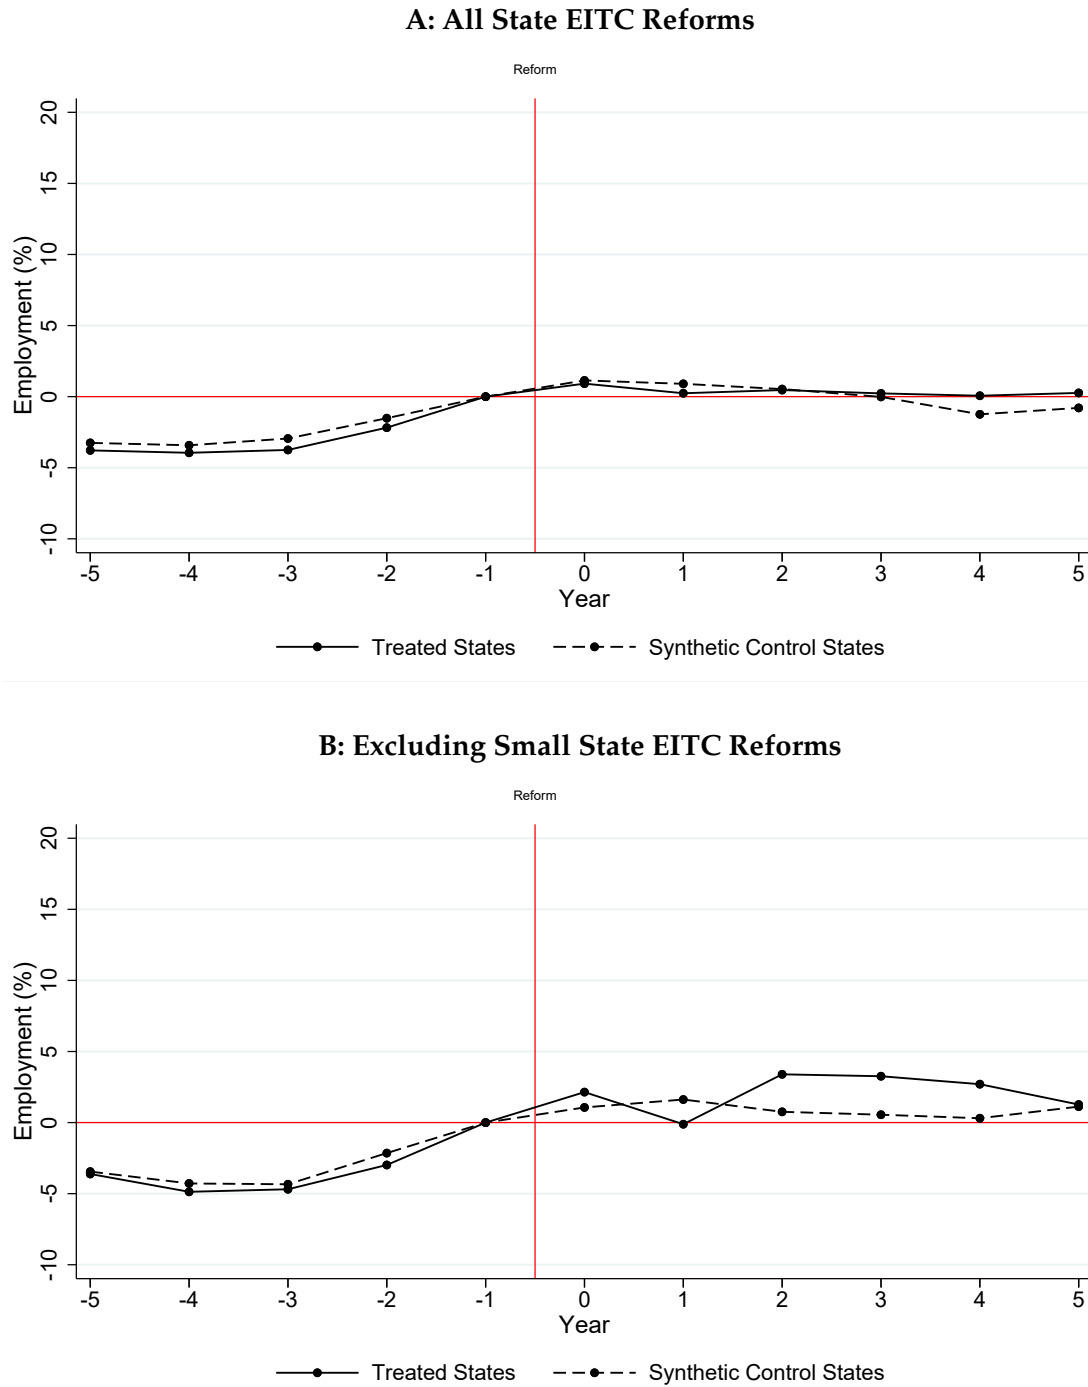 A: All State EITC Reforms
Reform
20
15
10
5
0
-5
-10
Employment (%)
-5 -4 -3 -2 -1 0 1 2 3 4 5
Year
Treated States Synthetic Control States
B: Excluding Small State EITC Reforms
Reform
20
15
10
5
0
-5
-10
Employment (%)
-5 -4 -3 -2 -1 0 1 2 3 4 5
Year
Treated States Synthetic Control States